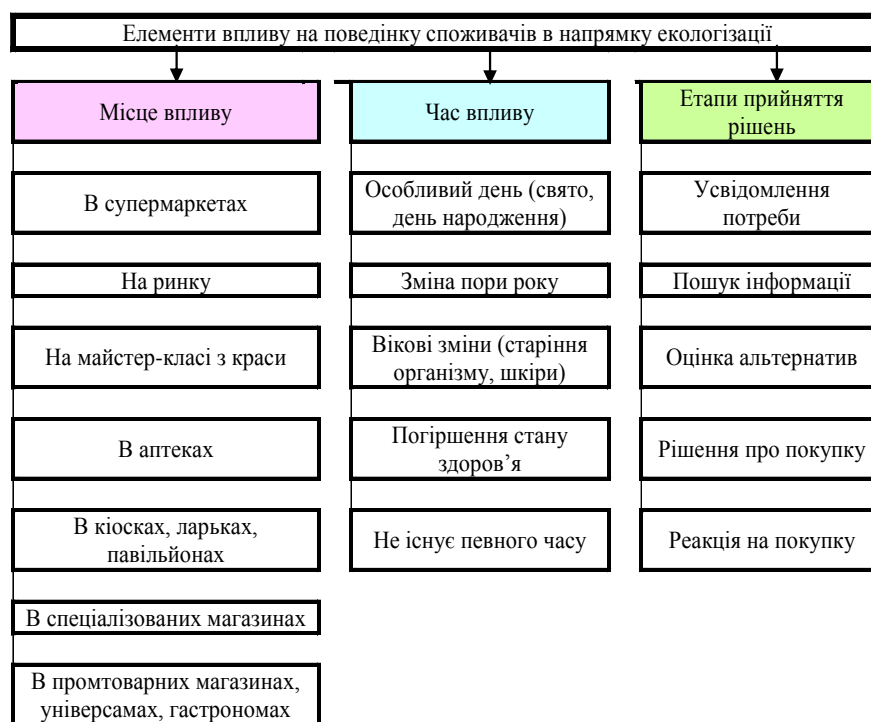 Елементи впливу на поведінку споживачів в напрямку екологізації
Місце впливу
В супермаркетах
На ринку
На майстер-класі з краси
В аптеках
В кіосках, ларьках,
павільйонах
В спеціалізованих магазинах
В промтоварних магазинах,
універсамах, гастрономах
Час впливу
Особливий день (свято,
день народження)
Зміна пори року
Вікові зміни (старіння
організму, шкіри)
Погіршення стану
здоров’я
Не існує певного часу
Етапи прийняття
рішень
Усвідомлення
потреби
Пошук інформації
Оцінка альтернатив
Рішення про покупку
Реакція на покупку